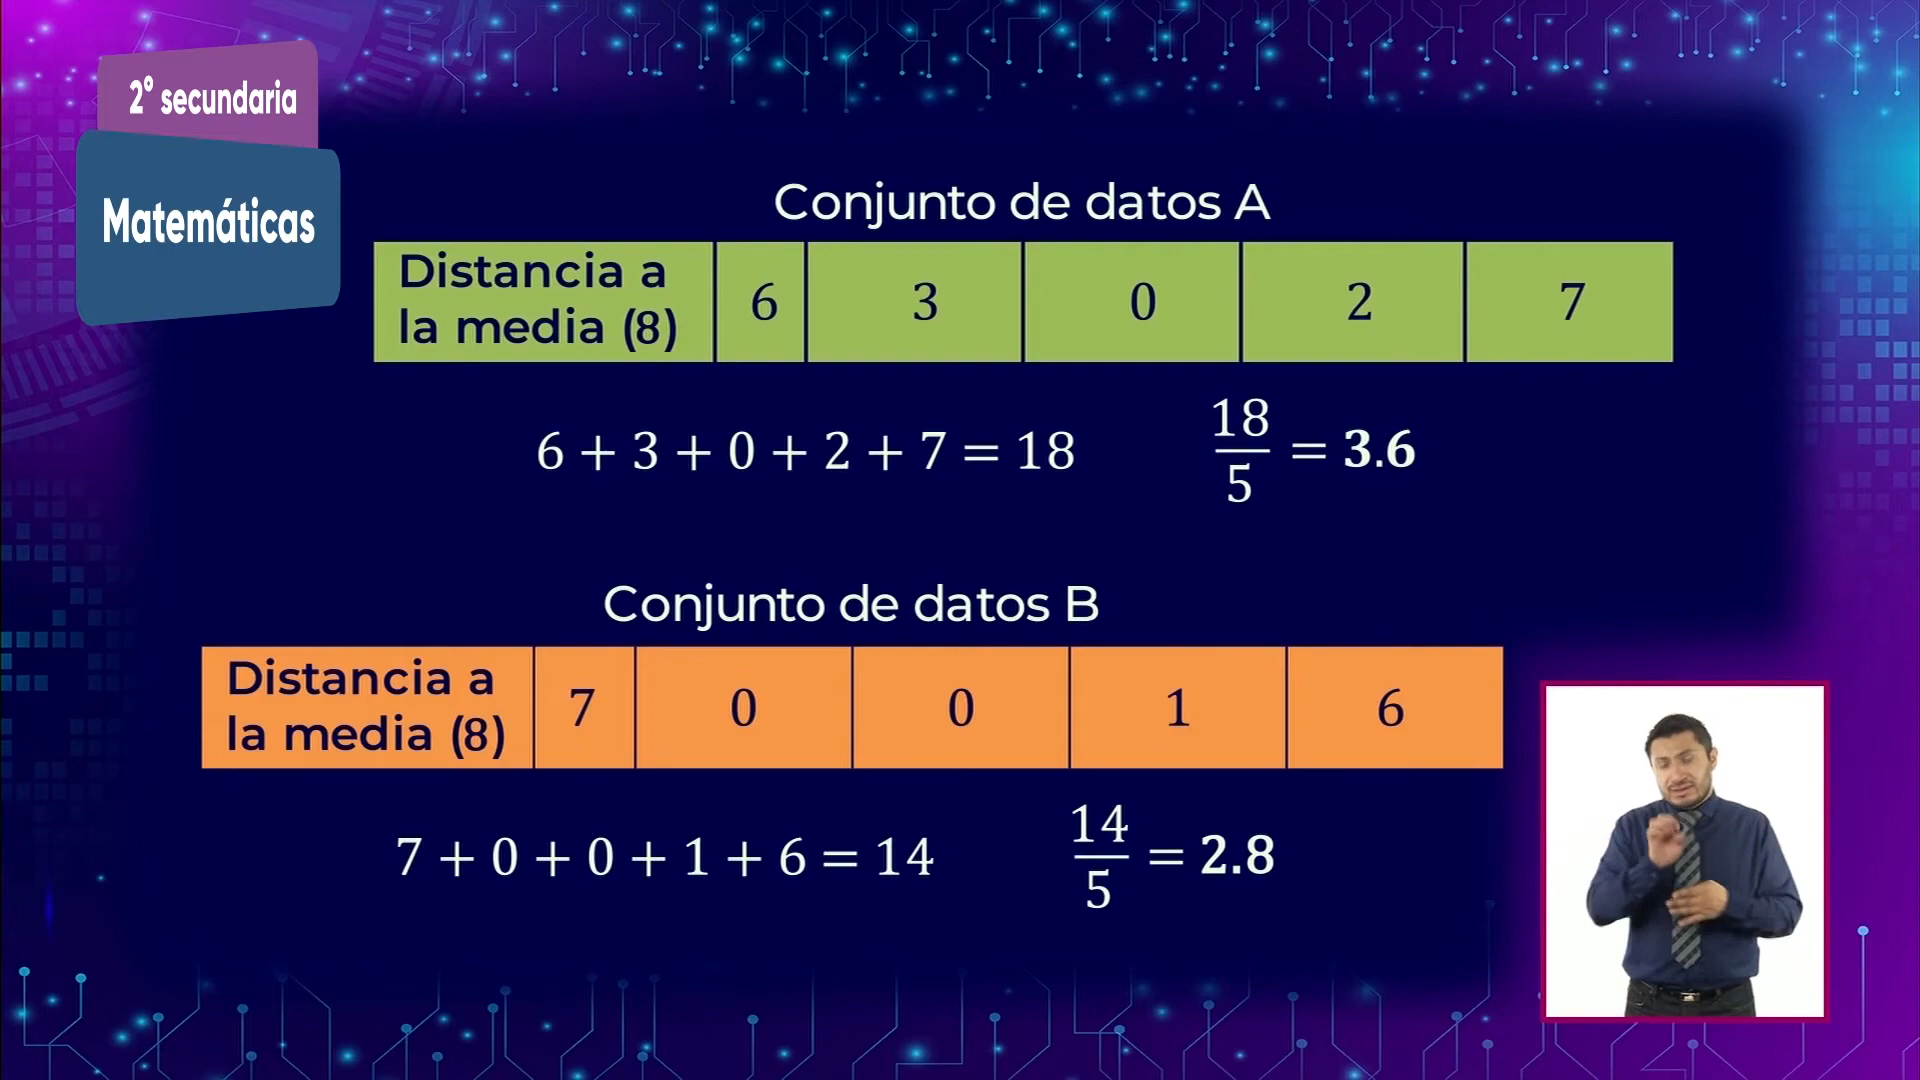 2° secundaria
Matemáticas
Conjunto de datos A
Distancia a
la media (8)
6 3 0 2 7
6 + 3 + 0 + 2 + 7 = 18
18/5 = 3.6
Conjunto de datos B
Distancia a
la media (8)
7 0 0 1 6
7 + 0 + 0 + 1 + 6 = 14
14/5 = 2.8